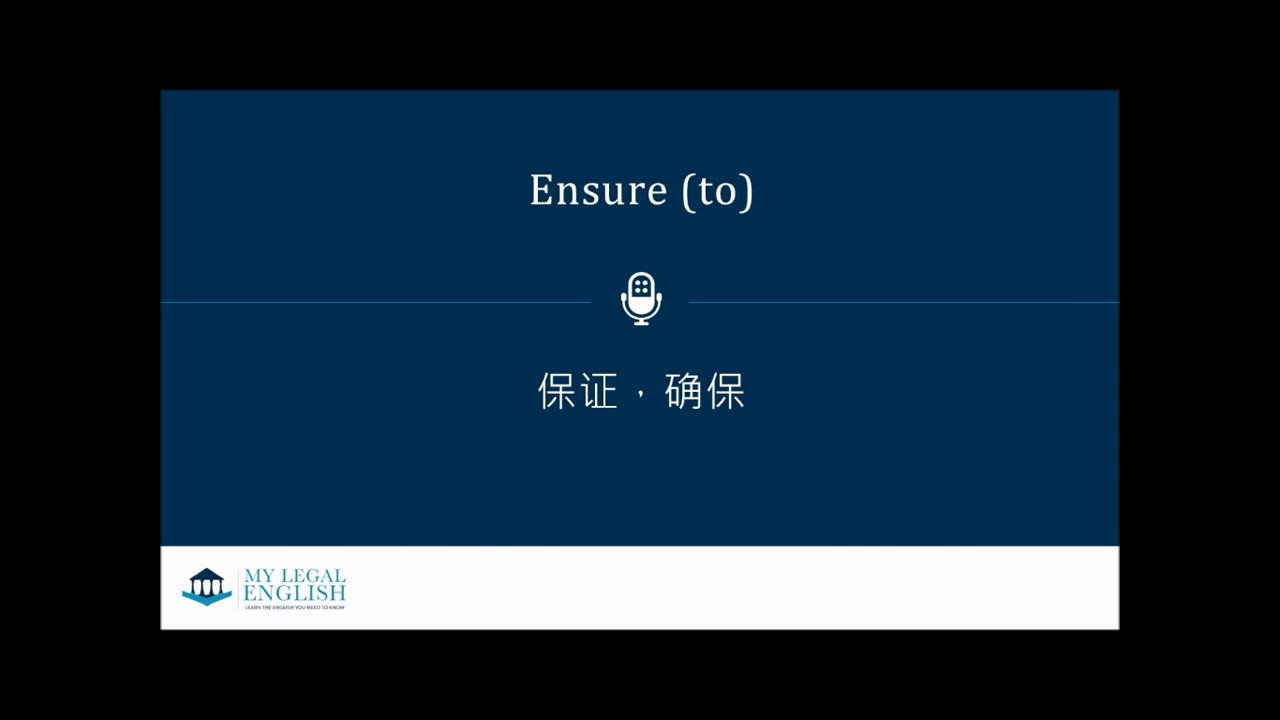 Ensure (to)
保证，确保
MY LEGAL
ENGLISH
LEARN THE ENGLISH YOU NEED TO KNOW